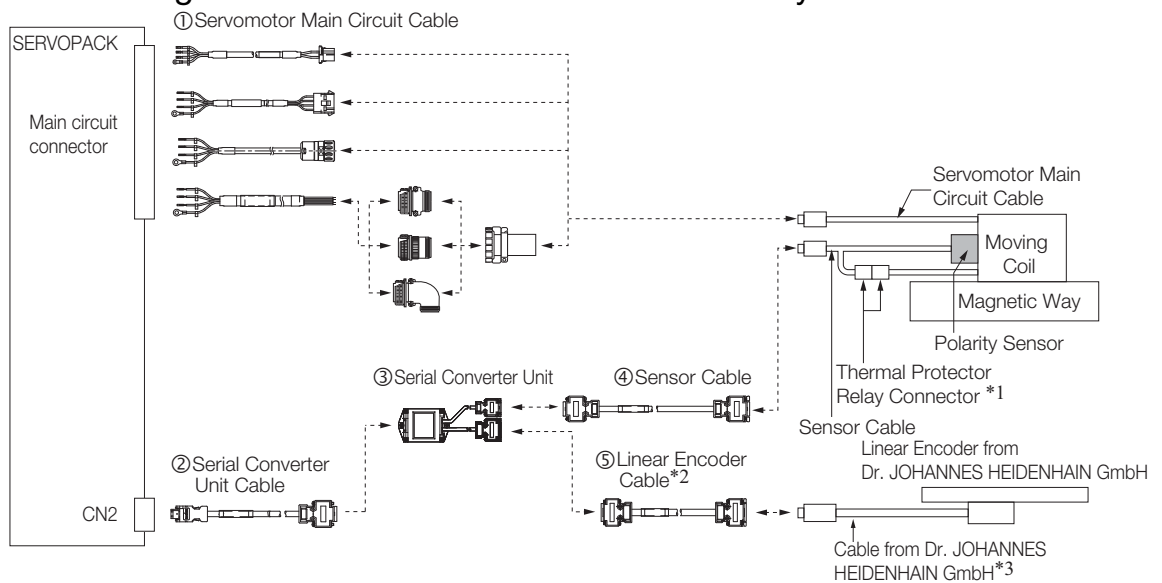 ①Servomotor Main Circuit Cable
SERVOPACK
Main circuit
connector
Servomotor Main
Circuit Cable
Moving
Coil
Magnetic Way
Polarity Sensor
Thermal Protector
Relay Connector *1
Sensor Cable
③Serial Converter Unit
④Sensor Cable
Linear Encoder from
Dr. JOHANNES HEIDENHAIN GmbH
②Serial Converter
Unit Cable
⑤Linear Encoder
Cable*2
CN2
Cable from Dr. JOHANNES
HEIDENHAIN GmbH*3